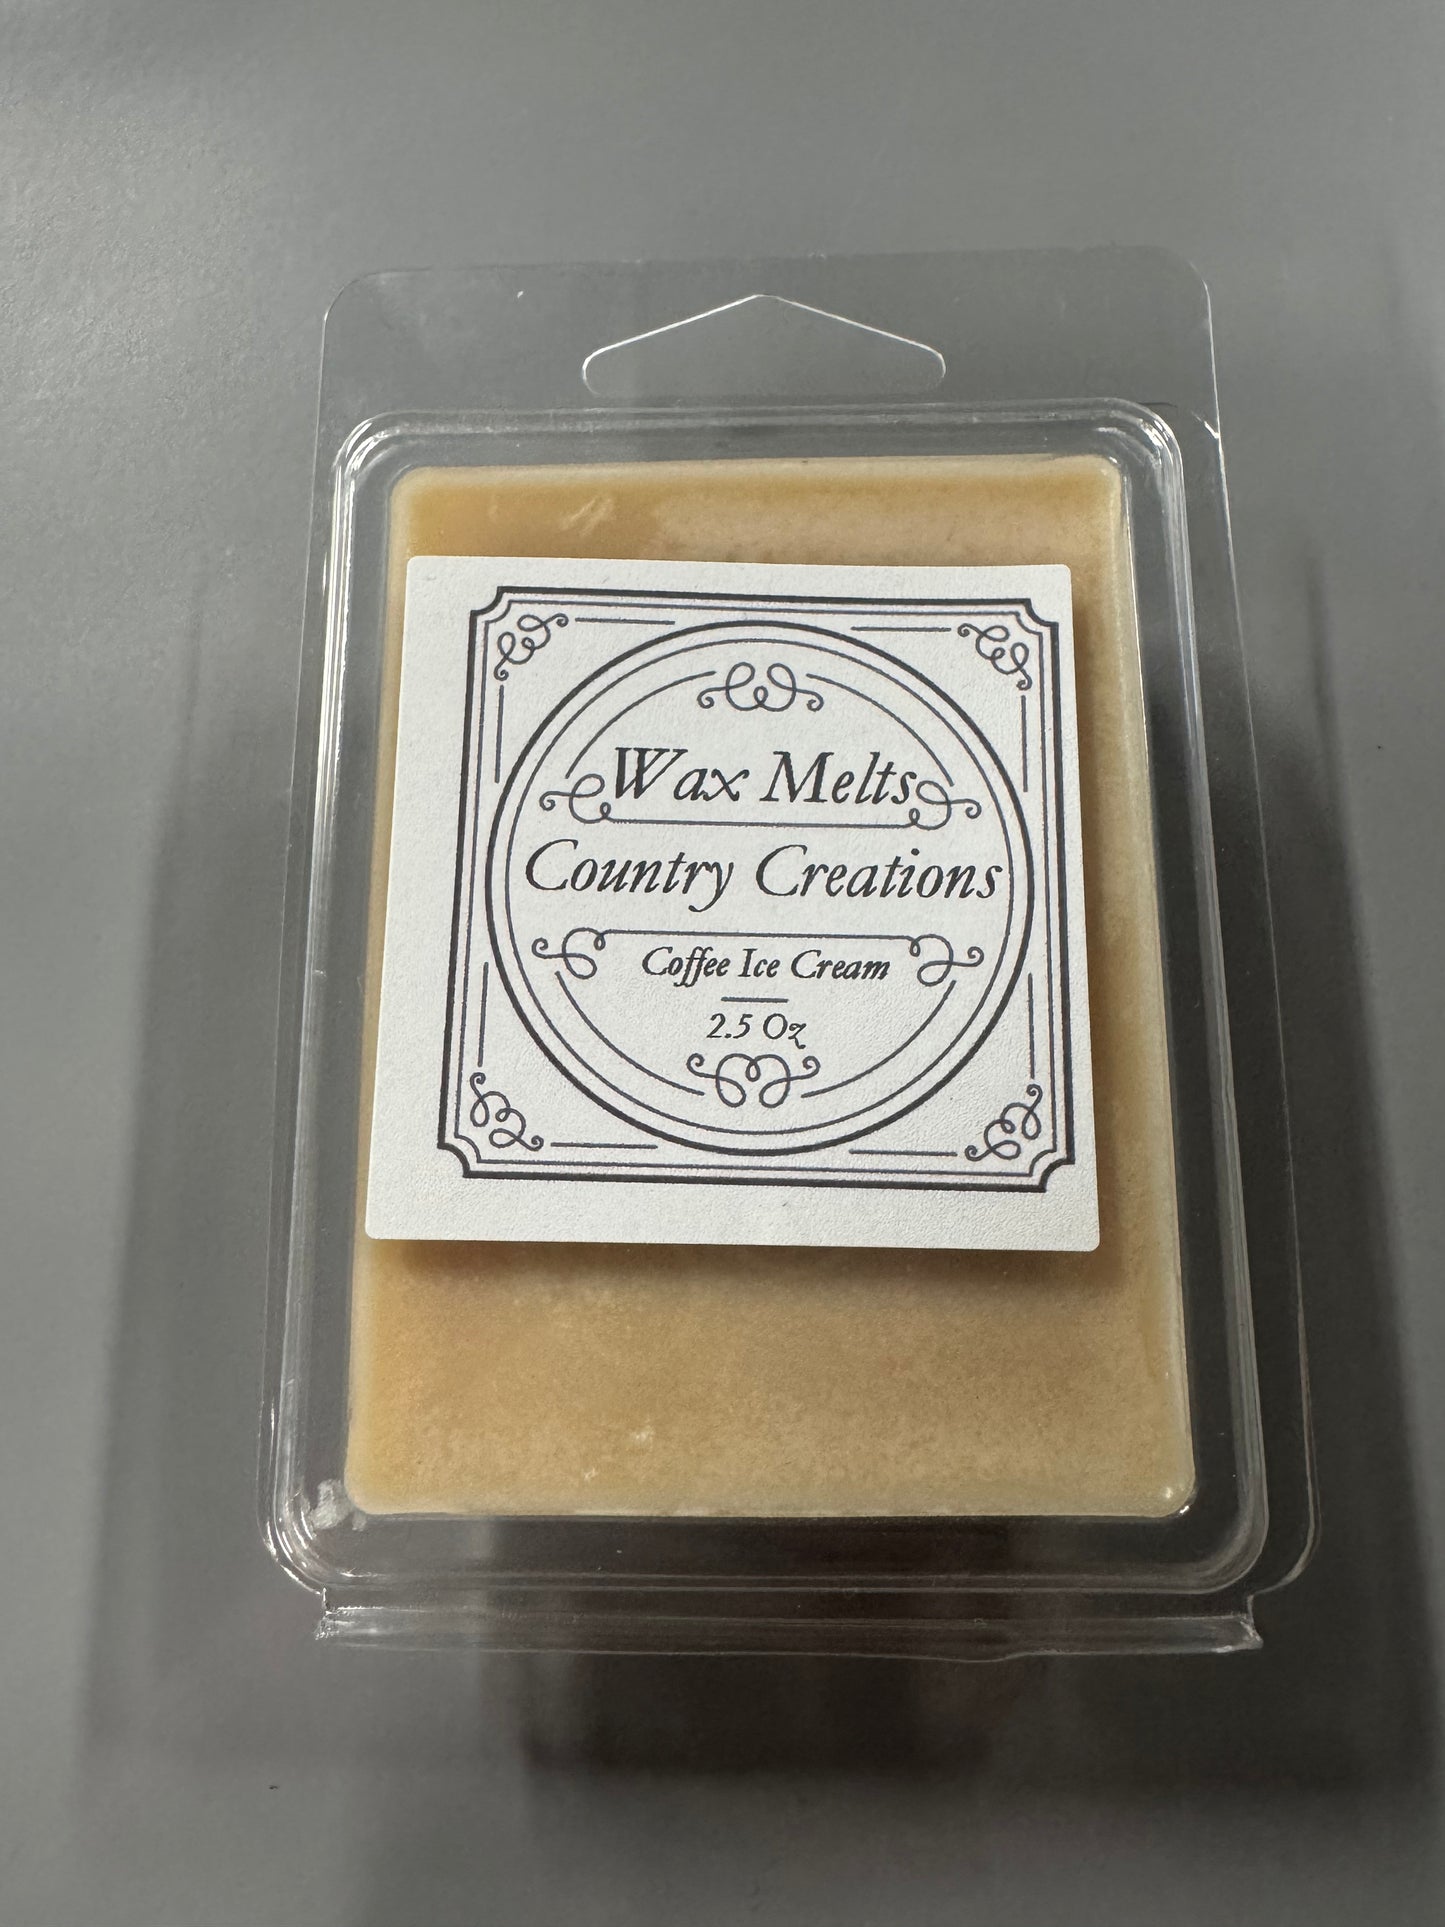 Wax Melts
Country Creations
Coffee Ice Cream
2.5 Oz